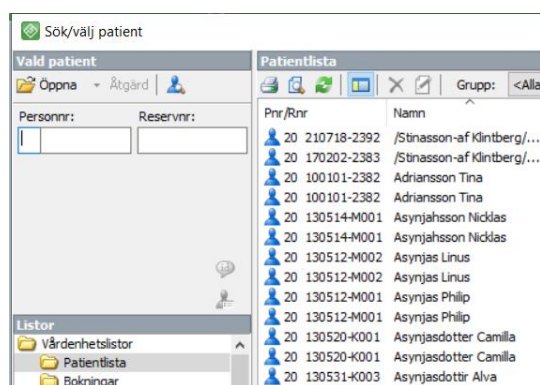 Sök/välj patient
Vald patient
Öppna Åtgärd
Personnr: Reservnr:
Listor
Vårdenhetslistor
Patientlista
Bokningar
Patientlista
Grupp: <Alla
Pnr/Rnr Namn
20 210718-2392 /Stinasson-af Klintberg/...
20 170202-2383 /Stinasson-af Klintberg/...
20 100101-2382 Adriansson Tina
20 100101-2382 Adriansson Tina
20 130514-M001 Asynjahsson Nicklas
20 130514-M001 Asynjahsson Nicklas
20 130512-M002 Asynjas Linus
20 130512-M002 Asynjas Linus
20 130512-M001 Asynjas Philip
20 130512-M001 Asynjas Philip
20 130520-K001 Asynjasdotter Camilla
20 130520-K001 Asynjasdotter Camilla
20 130531-K003 Asynjasdottir Alva